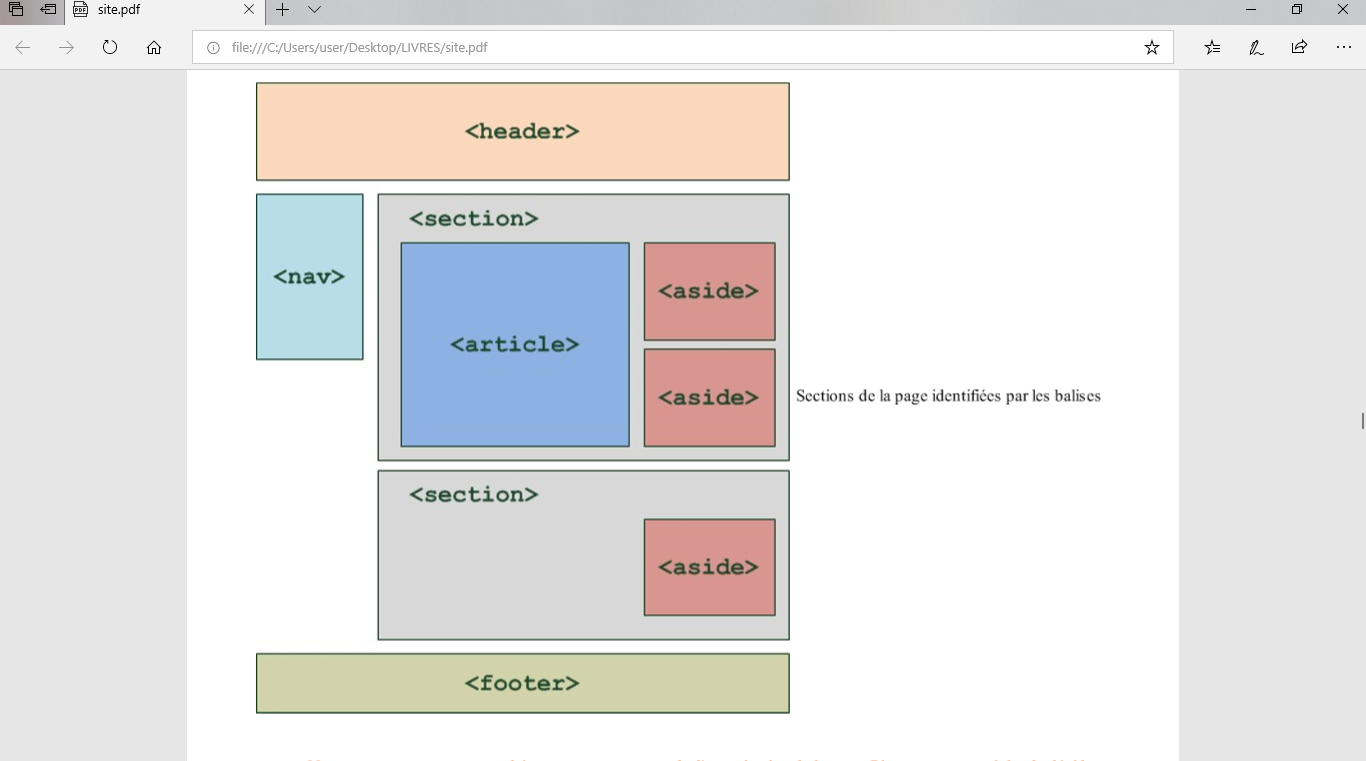 site.pdf
file:///C:/Users/user/Desktop/LIVRES/site.pdf
<header>
<nav>
<section>
<article>
<aside>
<aside>
Sections de la page identifiées par les balises
<section>
<aside>
<footer>